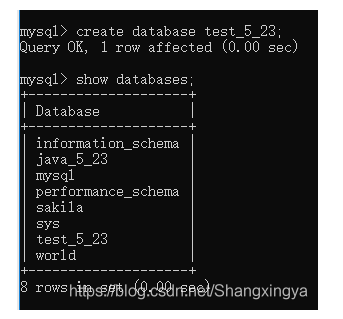 mysql> create database test_5_23;
Query OK, 1 row affected (0.00 sec)
mysql> show databases;
+--------------------+
| Database           |
+--------------------+
| information_schema |
| java_5_23          |
| mysql              |
| performance_schema |
| sakila             |
| sys                |
| test_5_23          |
| world              |
+--------------------+
8 rows in set (0.00 sec)
https://blog.csdn.net/Shangxingya